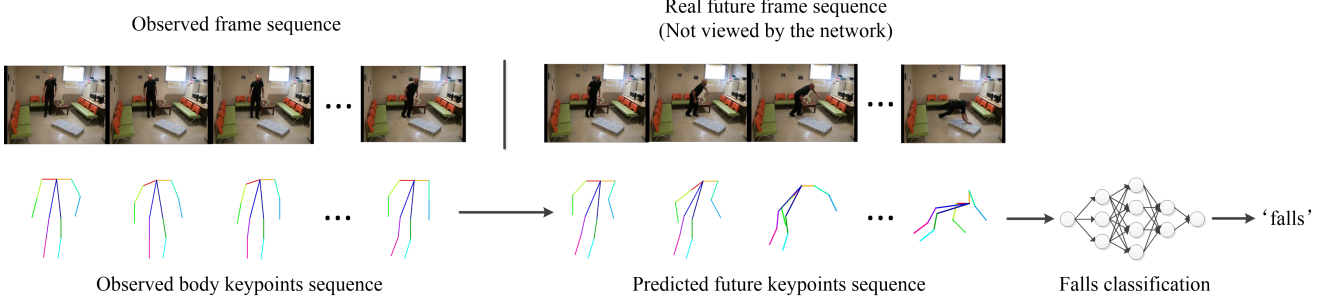 Observed frame sequence
Real future frame sequence
(Not viewed by the network)
Observed body keypoints sequence
Predicted future keypoints sequence
Falls classification
‘falls’